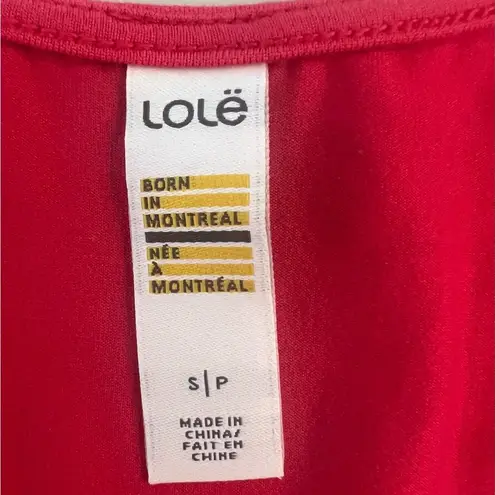 LOLË
BORN
IN
MONTREAL
NÉE
À
MONTRÉAL
S|P
MADE IN
CHINA/
FAIT EN
CHINE